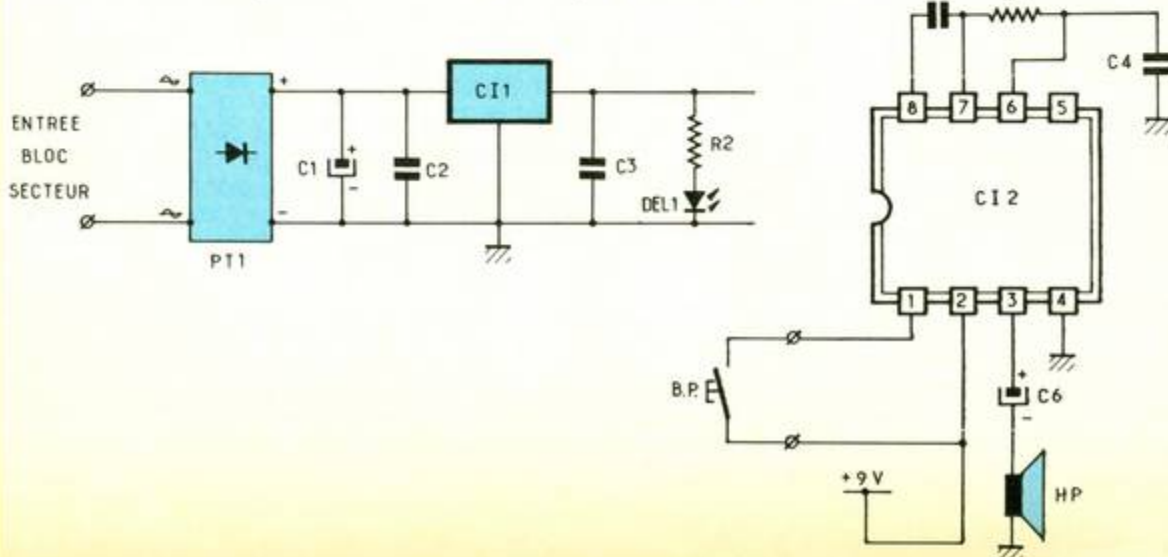 ENTREE
BLOC
SECTEUR
PT1
+
-
C1
+
-
C2
CI1
C3
R2
DEL1
C4
8
7
6
5
CI2
1
2
3
4
B.P.
+9V
+
C6
-
HP